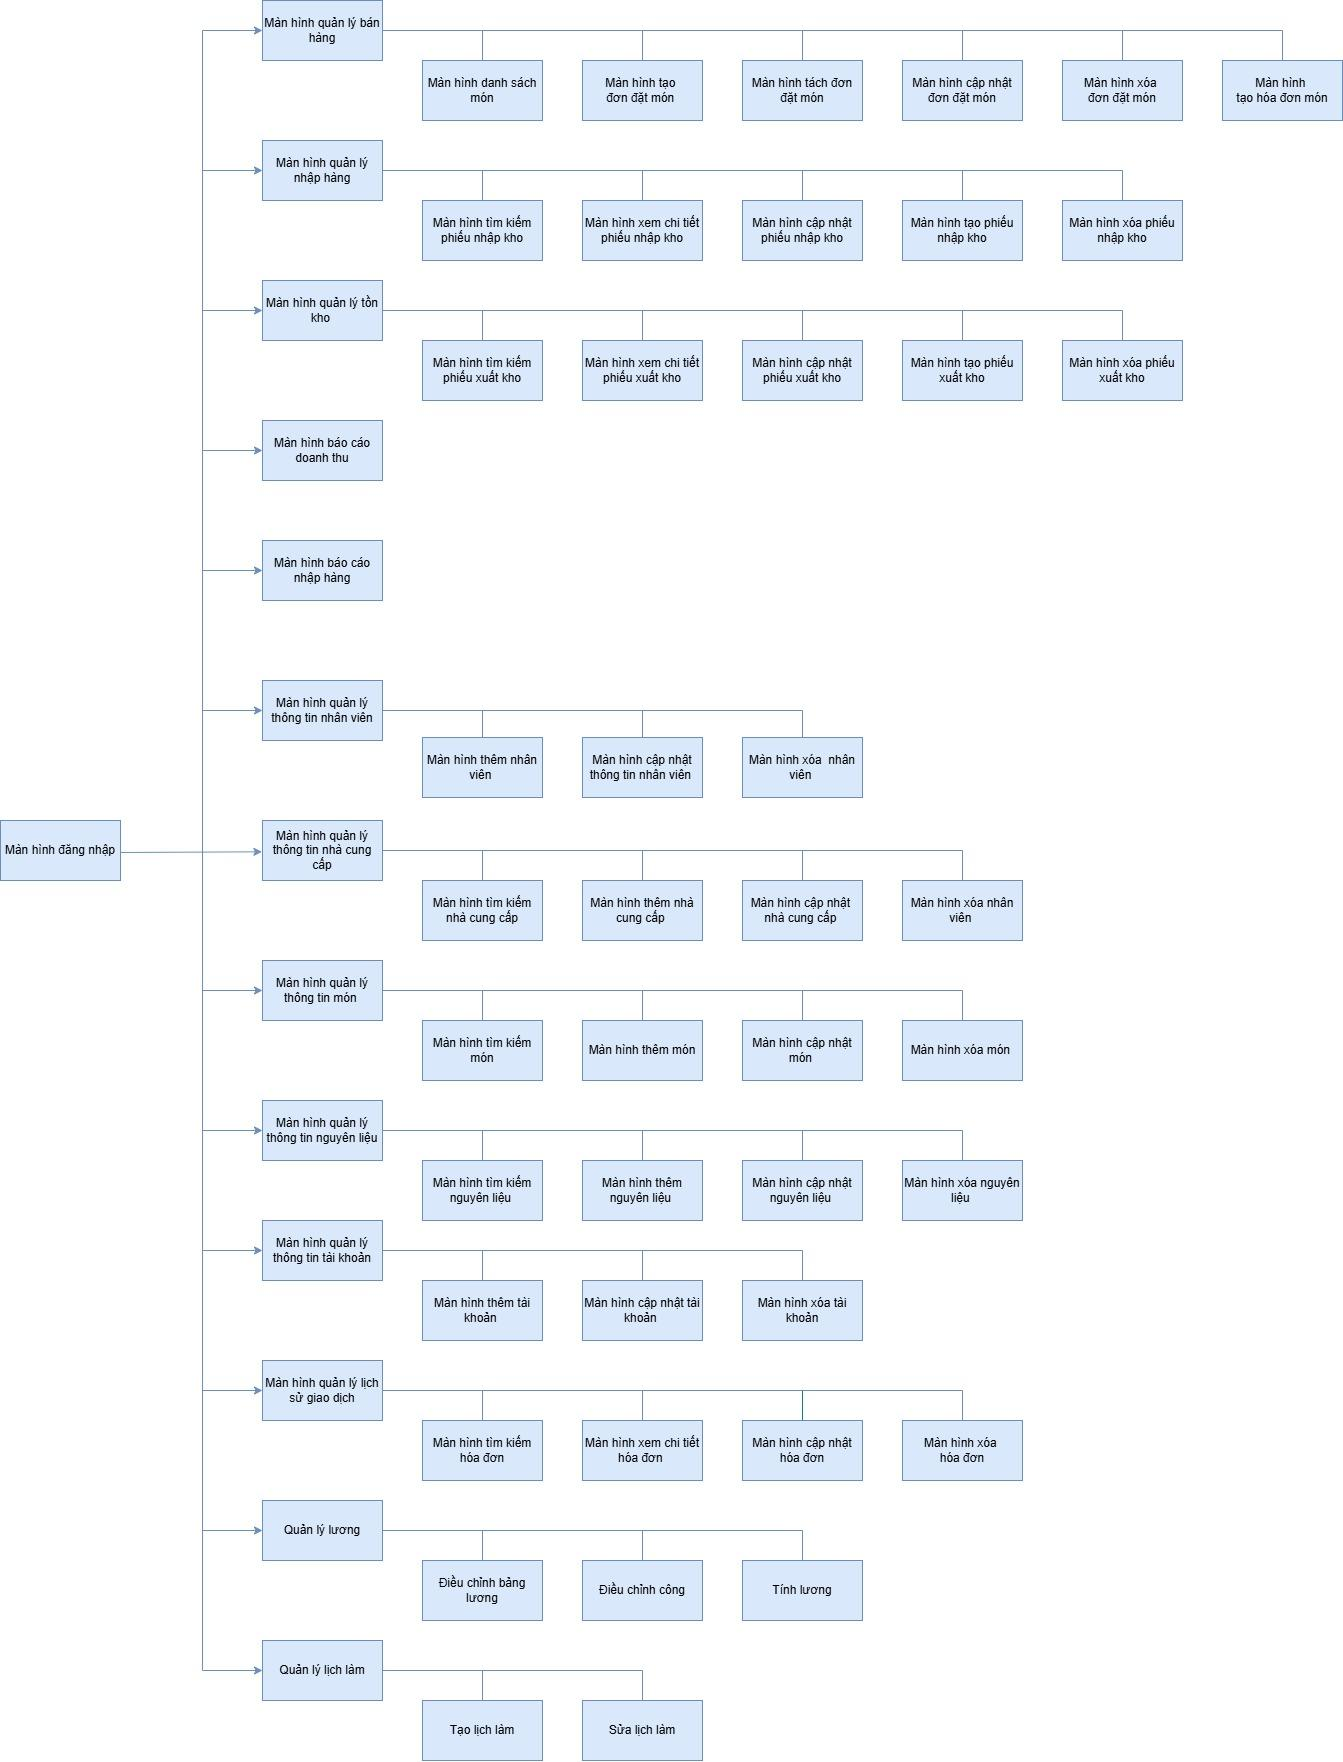 Màn hình quản lý bán
hàng
Màn hình danh sách
món
Màn hình tạo
đơn đặt món
Màn hình tách đơn
đặt món
Màn hình cập nhật
đơn đặt món
Màn hình xóa
đơn đặt món
Màn hình
tạo hóa đơn món
Màn hình quản lý
nhập hàng
Màn hình tìm kiếm
phiếu nhập kho
Màn hình xem chi tiết
phiếu nhập kho
Màn hình cập nhật
phiếu nhập kho
Màn hình tạo phiếu
nhập kho
Màn hình xóa phiếu
nhập kho
Màn hình quản lý tồn
kho
Màn hình tìm kiếm
phiếu xuất kho
Màn hình xem chi tiết
phiếu xuất kho
Màn hình cập nhật
phiếu xuất kho
Màn hình tạo phiếu
xuất kho
Màn hình xóa phiếu
xuất kho
Màn hình báo cáo
doanh thu
Màn hình báo cáo
nhập hàng
Màn hình quản lý
thông tin nhân viên
Màn hình thêm nhân
viên
Màn hình cập nhật
thông tin nhân viên
Màn hình xóa  nhân
viên
Màn hình đăng nhập
Màn hình quản lý
thông tin nhà cung
cấp
Màn hình tìm kiếm
nhà cung cấp
Màn hình thêm nhà
cung cấp
Màn hình cập nhật
nhà cung cấp
Màn hình xóa nhân
viên
Màn hình quản lý
thông tin món
Màn hình tìm kiếm
món
Màn hình thêm món
Màn hình cập nhật
món
Màn hình xóa món
Màn hình quản lý
thông tin nguyên liệu
Màn hình tìm kiếm
nguyên liệu
Màn hình thêm
nguyên liệu
Màn hình cập nhật
nguyên liệu
Màn hình xóa nguyên
liệu
Màn hình quản lý
thông tin tài khoản
Màn hình thêm tài
khoản
Màn hình cập nhật tài
khoản
Màn hình xóa tài
khoản
Màn hình quản lý lịch
sử giao dịch
Màn hình tìm kiếm
hóa đơn
Màn hình xem chi tiết
hóa đơn
Màn hình cập nhật
hóa đơn
Màn hình xóa
hóa đơn
Quản lý lương
Điều chỉnh bảng
lương
Điều chỉnh công
Tính lương
Quản lý lịch làm
Tạo lịch làm
Sửa lịch làm